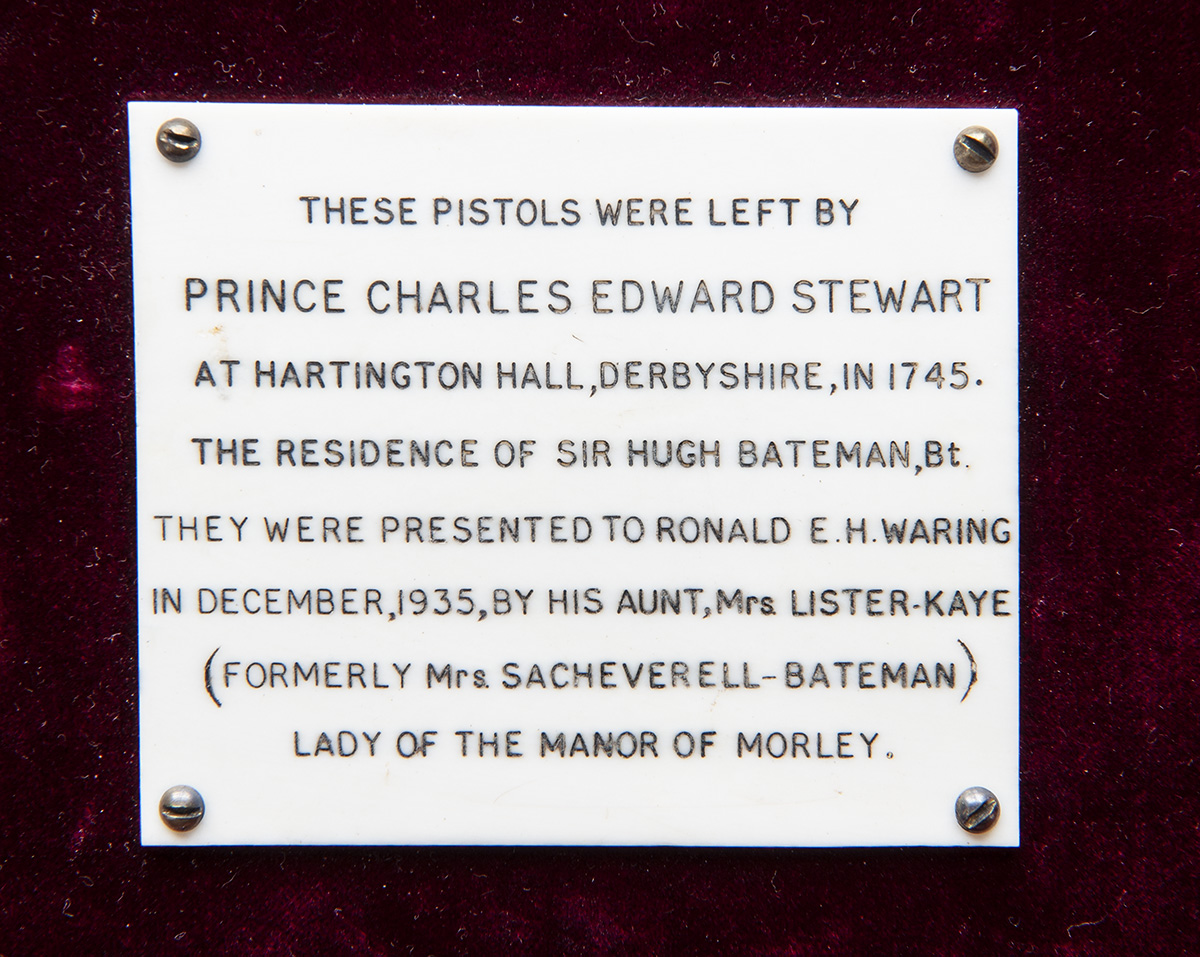 THESE PISTOLS WERE LEFT BY
PRINCE CHARLES EDWARD STEWART
AT HARTINGTON HALL, DERBYSHIRE, IN 1745.
THE RESIDENCE OF SIR HUGH BATEMAN, Bt.
THEY WERE PRESENTED TO RONALD E.H. WARING
IN DECEMBER, 1935, BY HIS AUNT, Mrs. LISTER-KAYE
(FORMERLY Mrs. SACHEVERELL-BATEMAN)
LADY OF THE MANOR OF MORLEY.